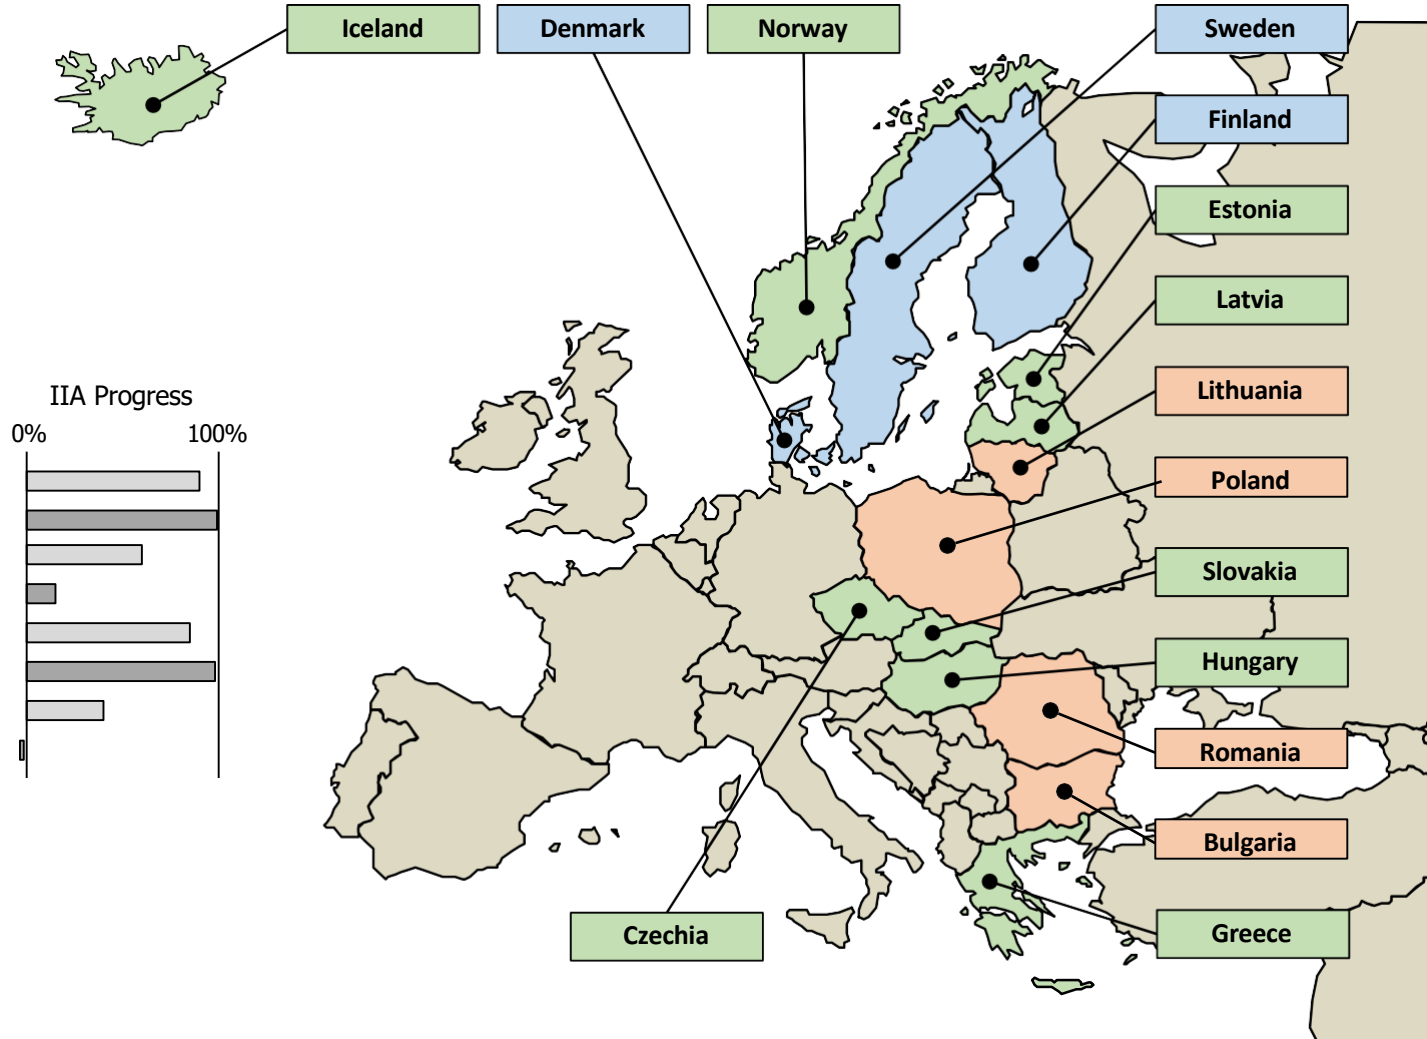 Iceland
Denmark
Norway
Sweden
Finland
Estonia
Latvia
Lithuania
IIA Progress
0% 100%
Poland
Slovakia
Hungary
Romania
Bulgaria
Czechia
Greece